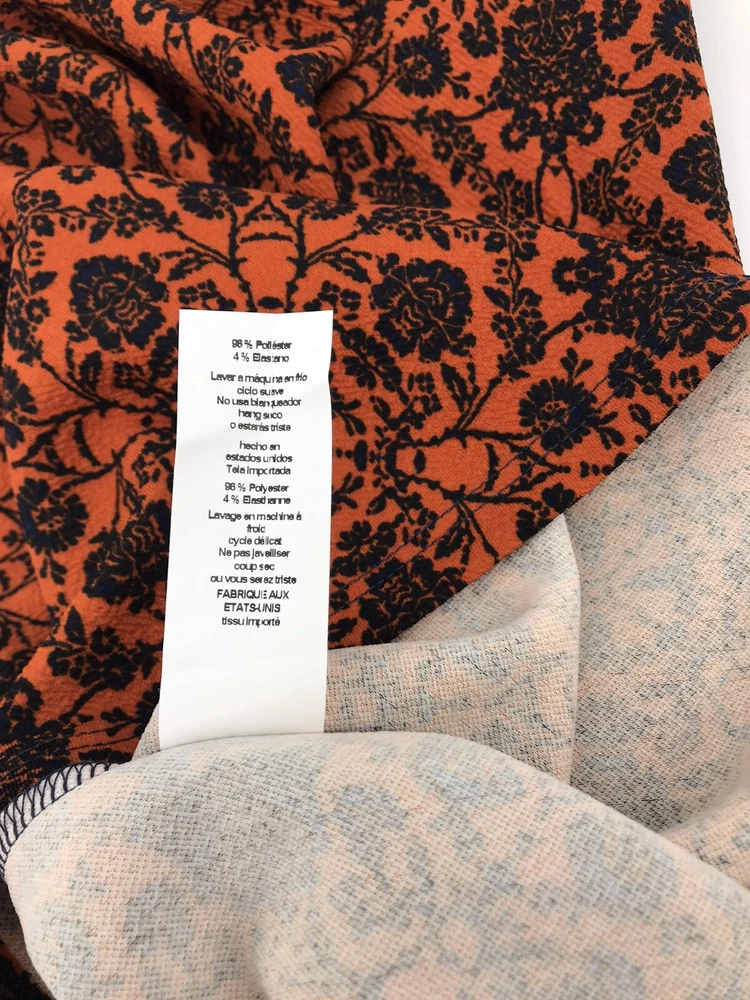 96 % Poliéster
4 % Elastano
Lavar a máquina en frío
ciclo suave
No usa blanqueador
hang seco
o estarás triste
hecho en
estados unidos
Tela importada
96 % Polyester
4 % Elasthanne
Lavage en machine á
froid
cycle délicat
Ne pas javelliser
coup sec
ou vous serez triste
FABRIQUE AUX
ETATS-UNIS
tissu importé